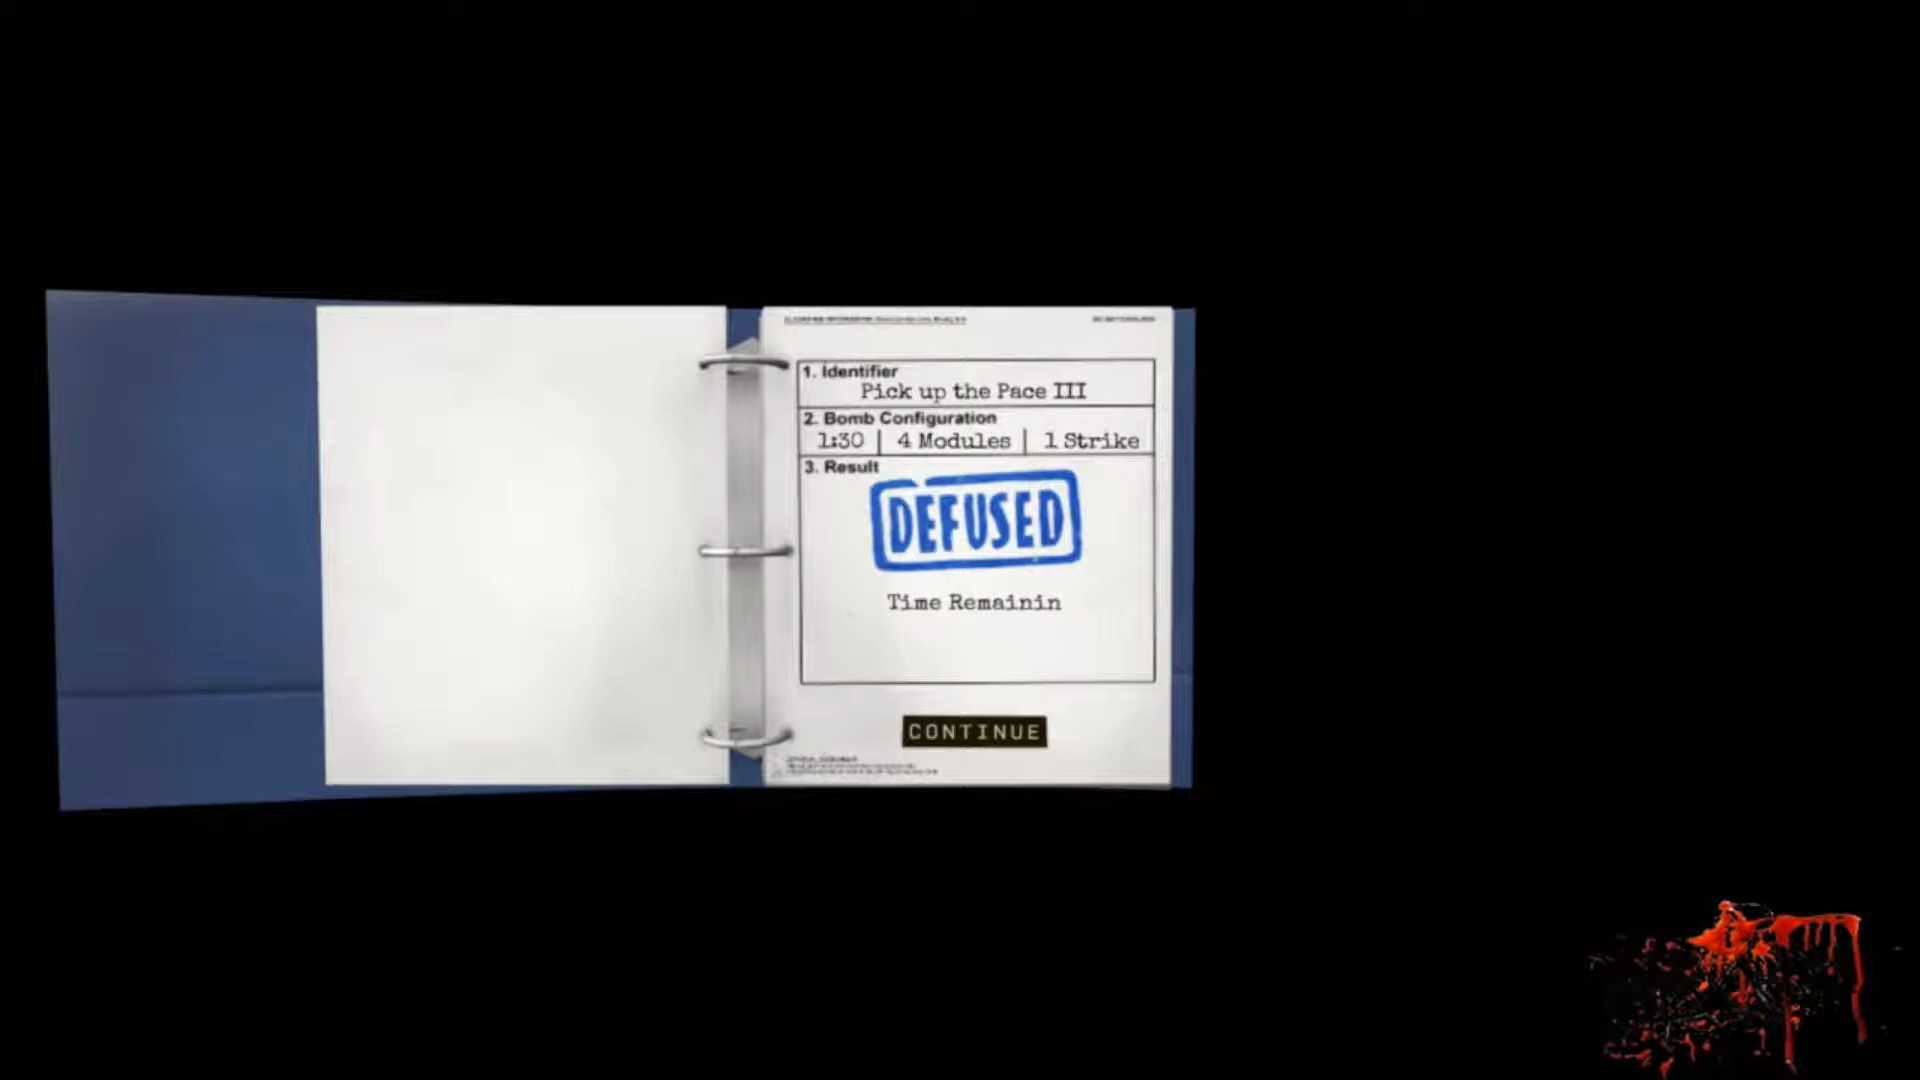 1. Identifier
Pick up the Pace III
2. Bomb Configuration
1:30 | 4 Modules | 1 Strike
3. Result
DEFUSED
Time Remainin
CONTINUE